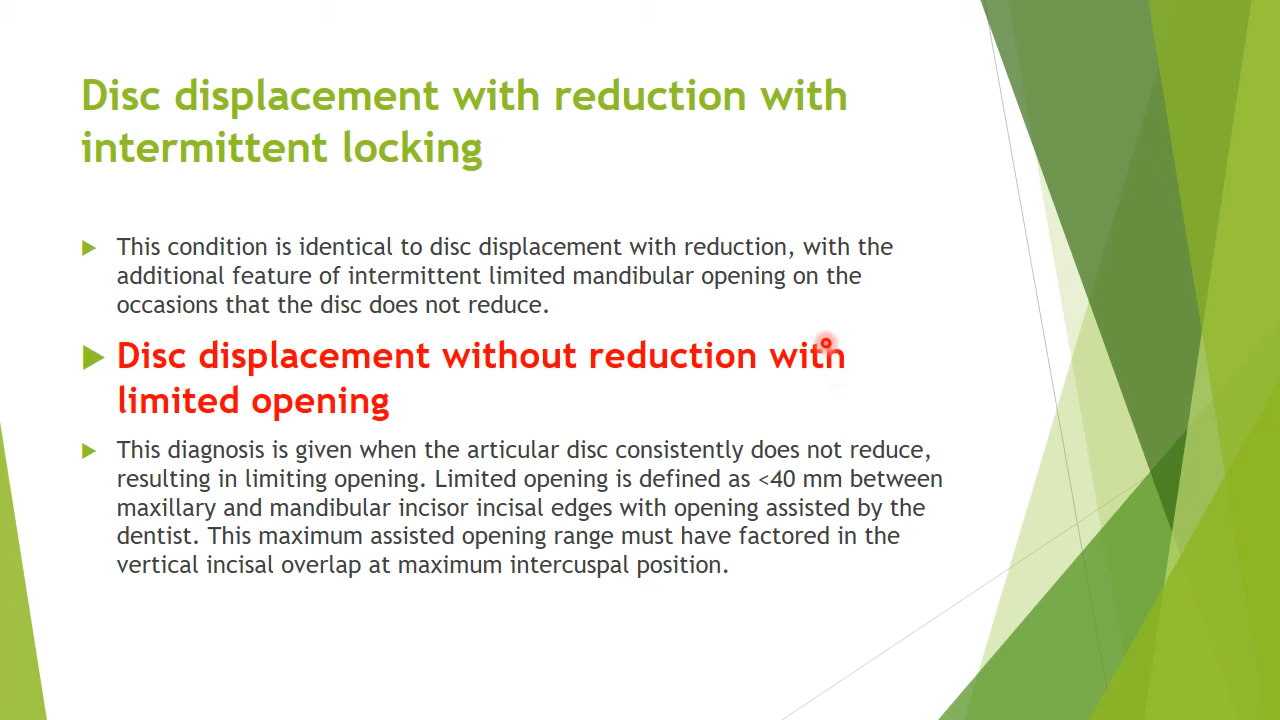 Disc displacement with reduction with
intermittent locking
This condition is identical to disc displacement with reduction, with the
additional feature of intermittent limited mandibular opening on the
occasions that the disc does not reduce.
Disc displacement without reduction with
limited opening
This diagnosis is given when the articular disc consistently does not reduce,
resulting in limiting opening. Limited opening is defined as <40 mm between
maxillary and mandibular incisor incisal edges with opening assisted by the
dentist. This maximum assisted opening range must have factored in the
vertical incisal overlap at maximum intercuspal position.